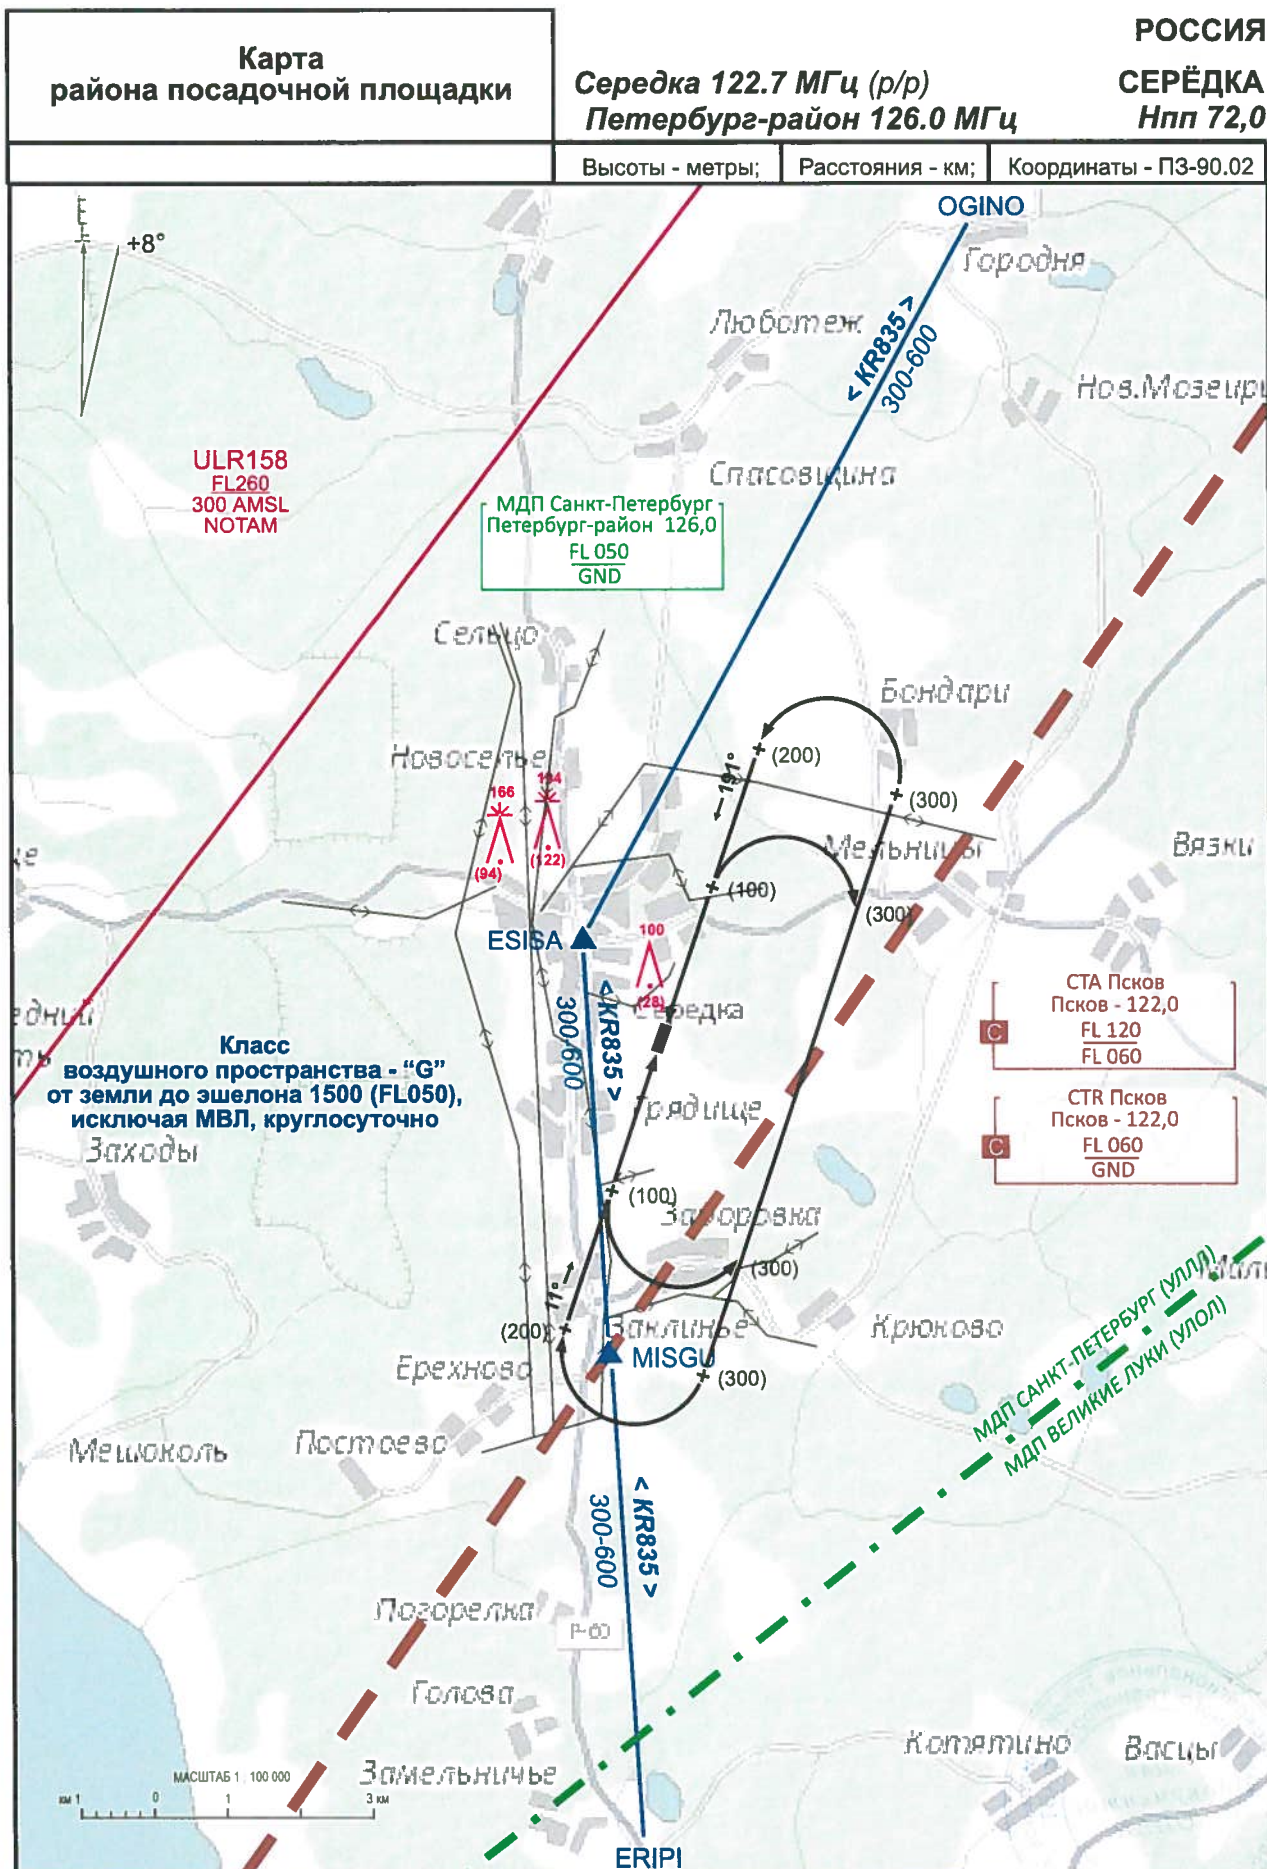 Карта
района посадочной площадки
РОССИЯ
Середка 122.7 МГц (р/р)
СЕРЁДКА
Петербург-район 126.0 МГц
Нпп 72,0
Высоты - метры;
Расстояния - км;
Координаты - ПЗ-90.02
OGINO
+8°
Городня
Люботеж
< KR835 >
300-600
Нов.Мозеири
ULR158
FL260
300 AMSL
NOTAM
Спасовщина
МДП Санкт-Петербург
Петербург-район 126,0
FL 050
GND
Сельцо
Бондари
Новоселье
(200)
← 191°
166
(300)
Мельницы
Вязки
(94)
(122)
(100)
(300)
100
ESISA
(28)
Середка
< KR835 >
300-600
СТА Псков
Псков - 122,0
С
FL 120
FL 060
Класс
воздушного пространства - “G”
от земли до эшелона 1500 (FL050),
исключая МВЛ, круглосуточно
Грядище
CTR Псков
Псков - 122,0
С
FL 060
GND
Заходы
(100)
Заборовка
(300)
11° →
(200)
Заклинье
Крюково
MISGU
(300)
Ерехново
МДП САНКТ-ПЕТЕРБУРГ (УЛЛЛ)
МДП ВЕЛИКИЕ ЛУКИ (УЛОЛ)
Мешоколь
Постоево
< KR835 >
300-600
Погорелка
Р-60
Голова
Котятино
Васцы
Замельничье
МАСШТАБ 1 : 100 000
км 1 0 1 3 км
ERIPI